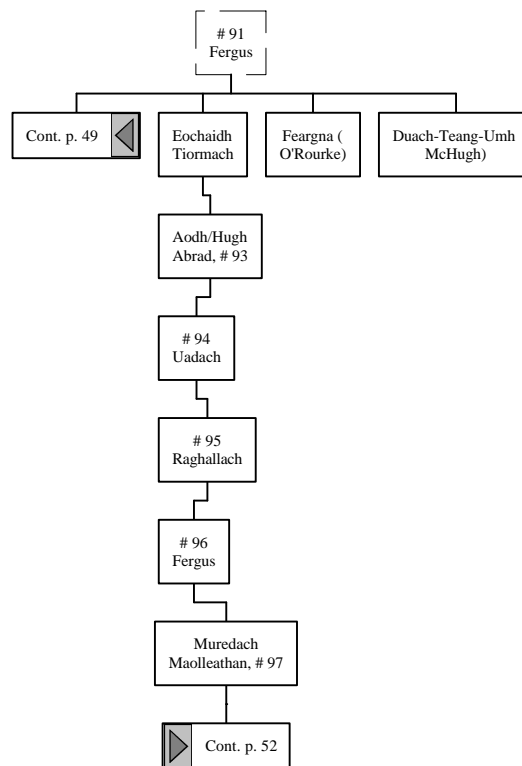 # 91
Fergus
Cont. p. 49
Eochaidh
Tiormach
Feargna (
O'Rourke)
Duach-Teang-Umh
McHugh)
Aodh/Hugh
Abrad, # 93
# 94
Uadach
# 95
Raghallach
# 96
Fergus
Muredach
Maolleathan, # 97
Cont. p. 52